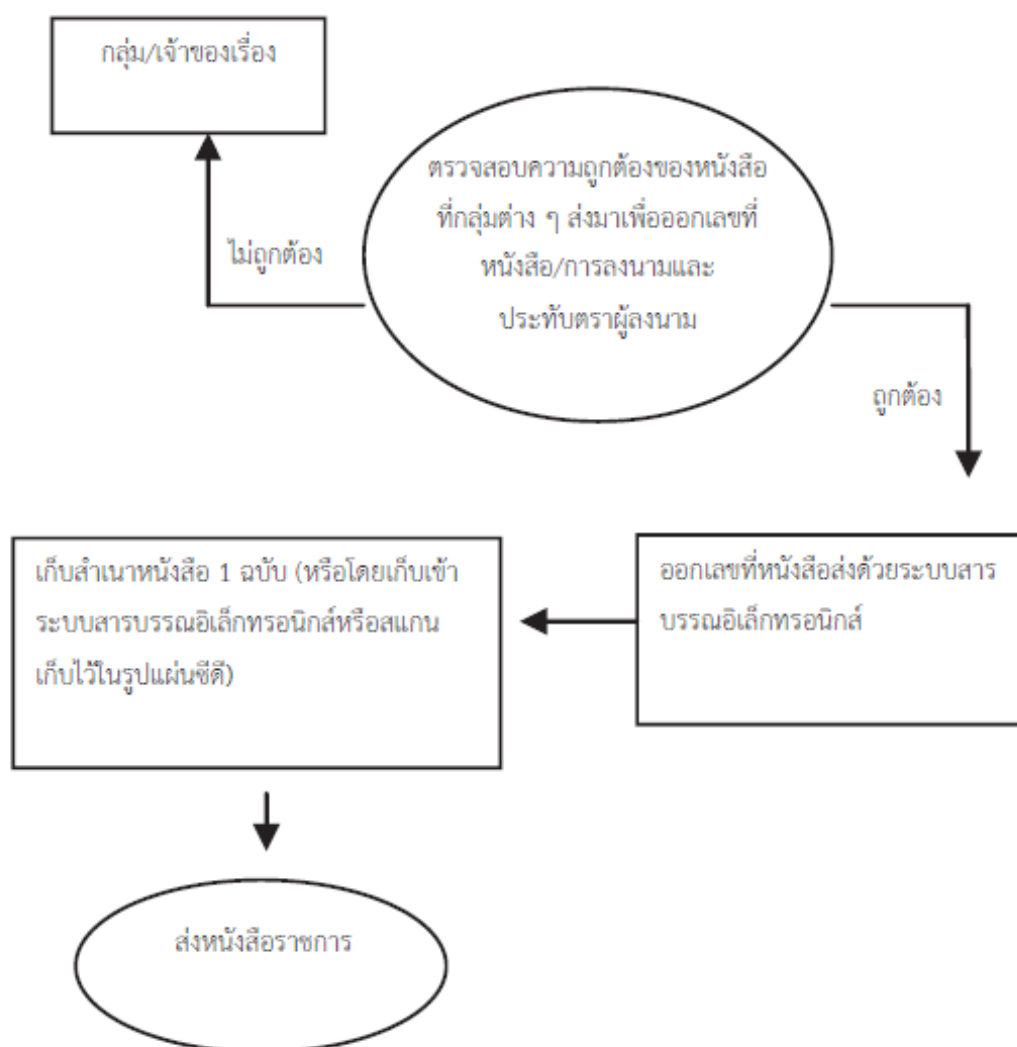 กลุ่ม/เจ้าของเรื่อง
ตรวจสอบความถูกต้องของหนังสือ
ที่กลุ่มต่าง ๆ ส่งมาเพื่อออกเลขที่
หนังสือ/การลงนามและ
ประทับตราผู้ลงนาม
ไม่ถูกต้อง
ถูกต้อง
ออกเลขที่หนังสือส่งด้วยระบบสาร
บรรณอิเล็กทรอนิกส์
เก็บสำเนาหนังสือ 1 ฉบับ (หรือโดยเก็บเข้า
ระบบสารบรรณอิเล็กทรอนิกส์หรือสแกน
เก็บไว้ในรูปแผ่นซีดี)
ส่งหนังสือราชการ